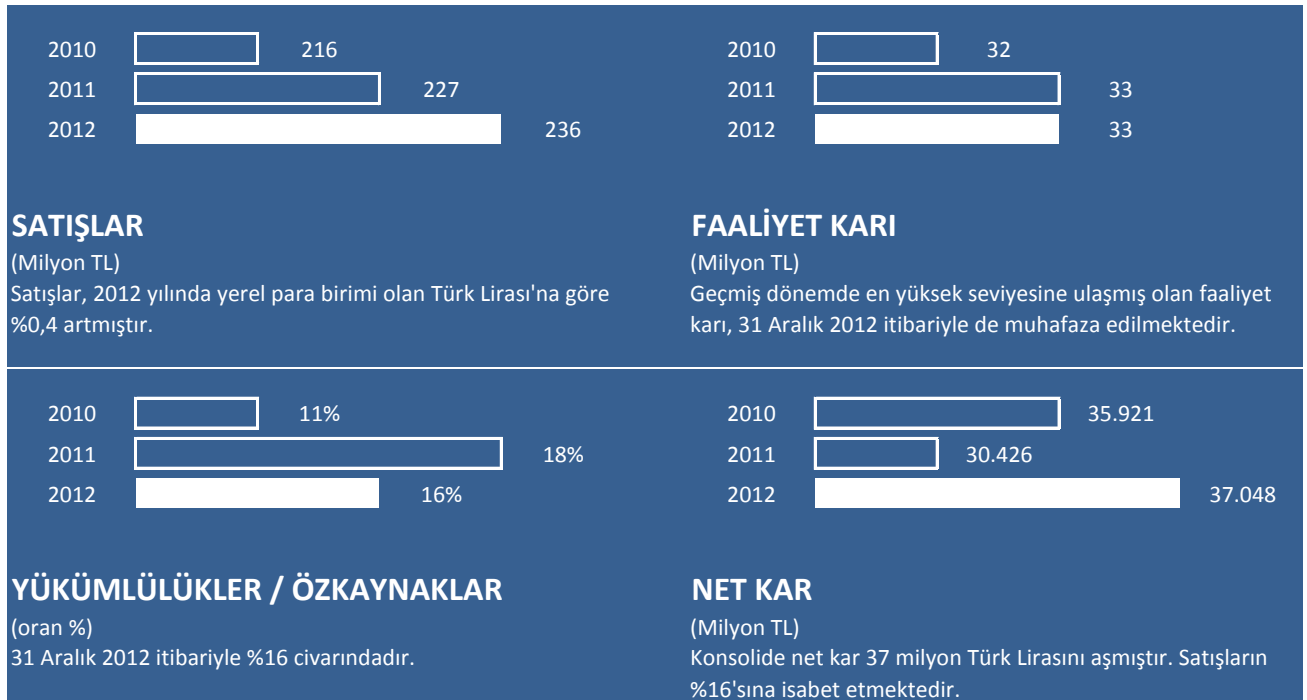 2010 216
2011 227
2012 236
SATIŞLAR
(Milyon TL)
Satışlar, 2012 yılında yerel para birimi olan Türk Lirası'na göre
%0,4 artmıştır.
2010 32
2011 33
2012 33
FAALİYET KARI
(Milyon TL)
Geçmiş dönemde en yüksek seviyesine ulaşmış olan faaliyet
karı, 31 Aralık 2012 itibariyle de muhafaza edilmektedir.
2010 11%
2011 18%
2012 16%
YÜKÜMLÜLÜKLER / ÖZKAYNAKLAR
(oran %)
31 Aralık 2012 itibariyle %16 civarındadır.
2010 35.921
2011 30.426
2012 37.048
NET KAR
(Milyon TL)
Konsolide net kar 37 milyon Türk Lirasını aşmıştır. Satışların
%16'sına isabet etmektedir.